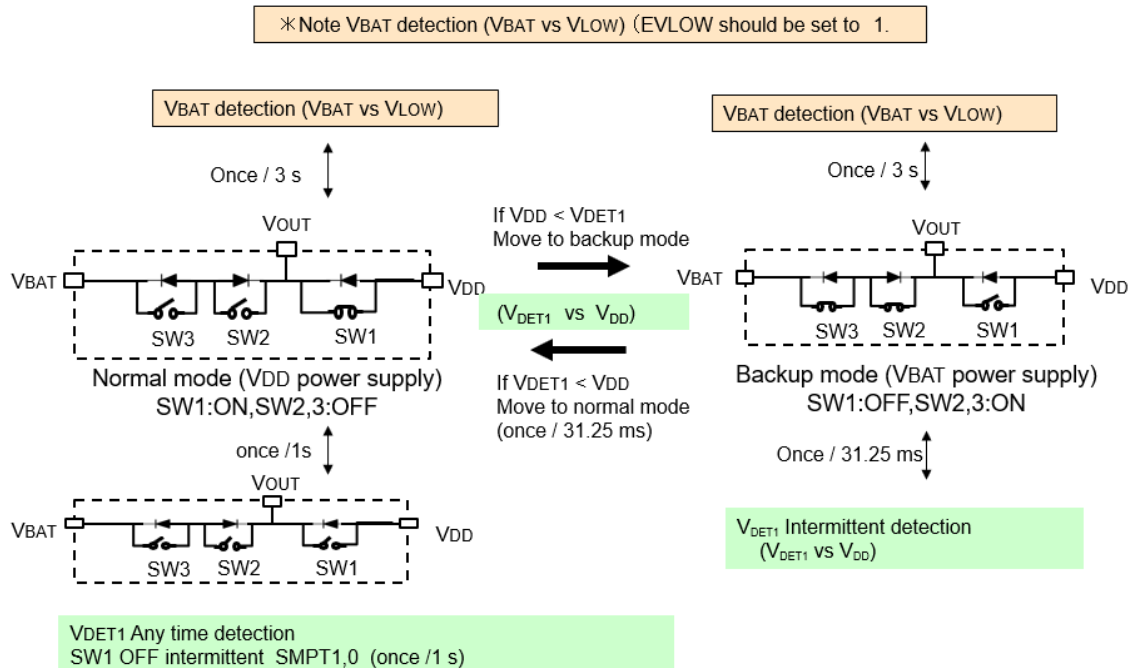 ＊Note VBAT detection (VBAT vs VLOW) (EVLOW should be set to 1.
VBAT detection (VBAT vs VLOW)
Once / 3 s
VOUT
VBAT
VDD
SW3
SW2
SW1
Normal mode (VDD power supply)
SW1:ON,SW2,3:OFF
once /1s
VOUT
VBAT
VDD
SW3
SW2
SW1
VDET1 Any time detection
SW1 OFF intermittent SMPT1,0 (once /1 s)
If VDD < VDET1
Move to backup mode
(VDET1 vs VDD)
If VDET1 < VDD
Move to normal mode
(once / 31.25 ms)
VBAT detection (VBAT vs VLOW)
Once / 3 s
VOUT
VBAT
VDD
SW3
SW2
SW1
Backup mode (VBAT power supply)
SW1:OFF,SW2,3:ON
Once / 31.25 ms
VDET1 Intermittent detection
(VDET1 vs VDD)